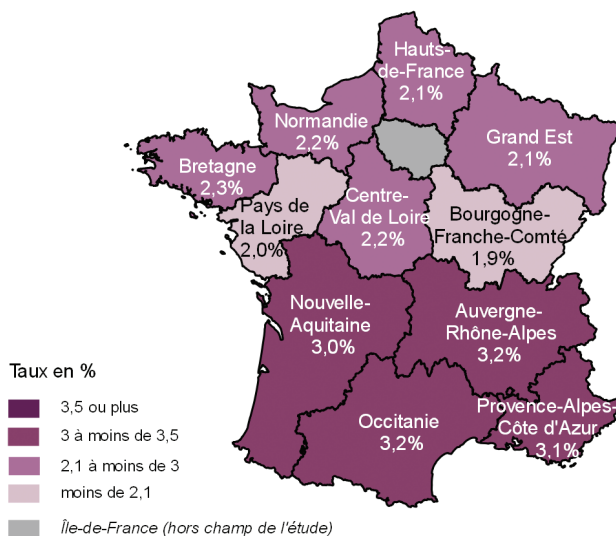 Hauts-
de-France
2,1%
Normandie
2,2%
Grand Est
2,1%
Bretagne
2,3%
Pays de
la Loire
2,0%
Centre-
Val de Loire
2,2%
Bourgogne-
Franche-Comté
1,9%
Nouvelle-
Aquitaine
3,0%
Auvergne-
Rhône-Alpes
3,2%
Occitanie
3,2%
Provence-Alpes-
Côte d'Azur
3,1%
Taux en %
3,5 ou plus
3 à moins de 3,5
2,1 à moins de 3
moins de 2,1
Île-de-France (hors champ de l'étude)